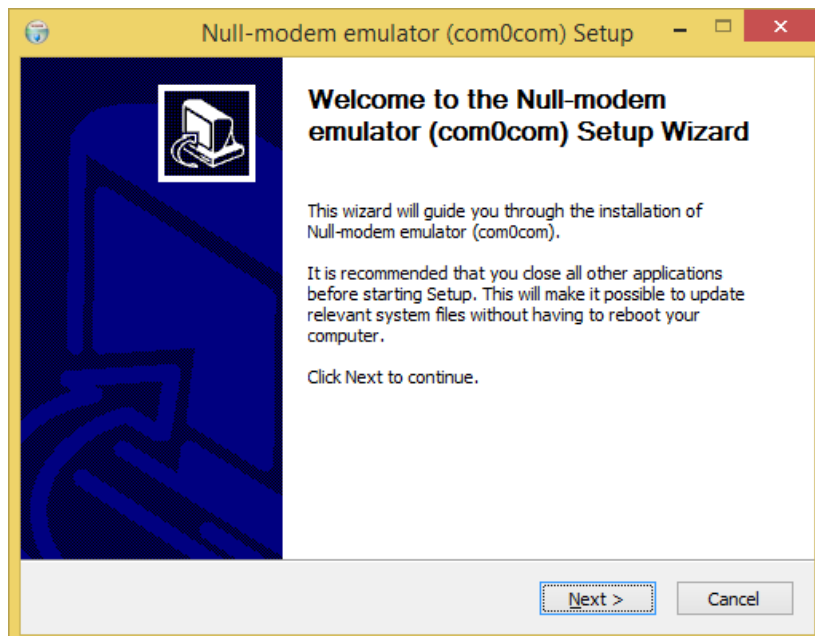 Null-modem emulator (com0com) Setup
Welcome to the Null-modem
emulator (com0com) Setup Wizard
This wizard will guide you through the installation of
Null-modem emulator (com0com).
It is recommended that you close all other applications
before starting Setup. This will make it possible to update
relevant system files without having to reboot your
computer.
Click Next to continue.
Next >
Cancel